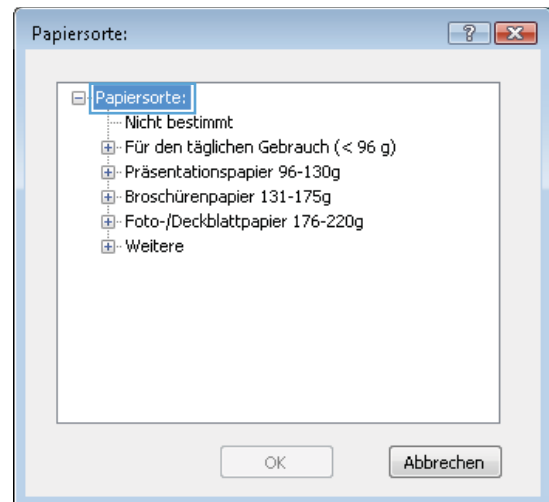 Papiersorte:
Papiersorte:
Nicht bestimmt
Für den täglichen Gebrauch (< 96 g)
Präsentationspapier 96-130g
Broschürenpapier 131-175g
Foto-/Deckblattpapier 176-220g
Weitere
OK Abbrechen